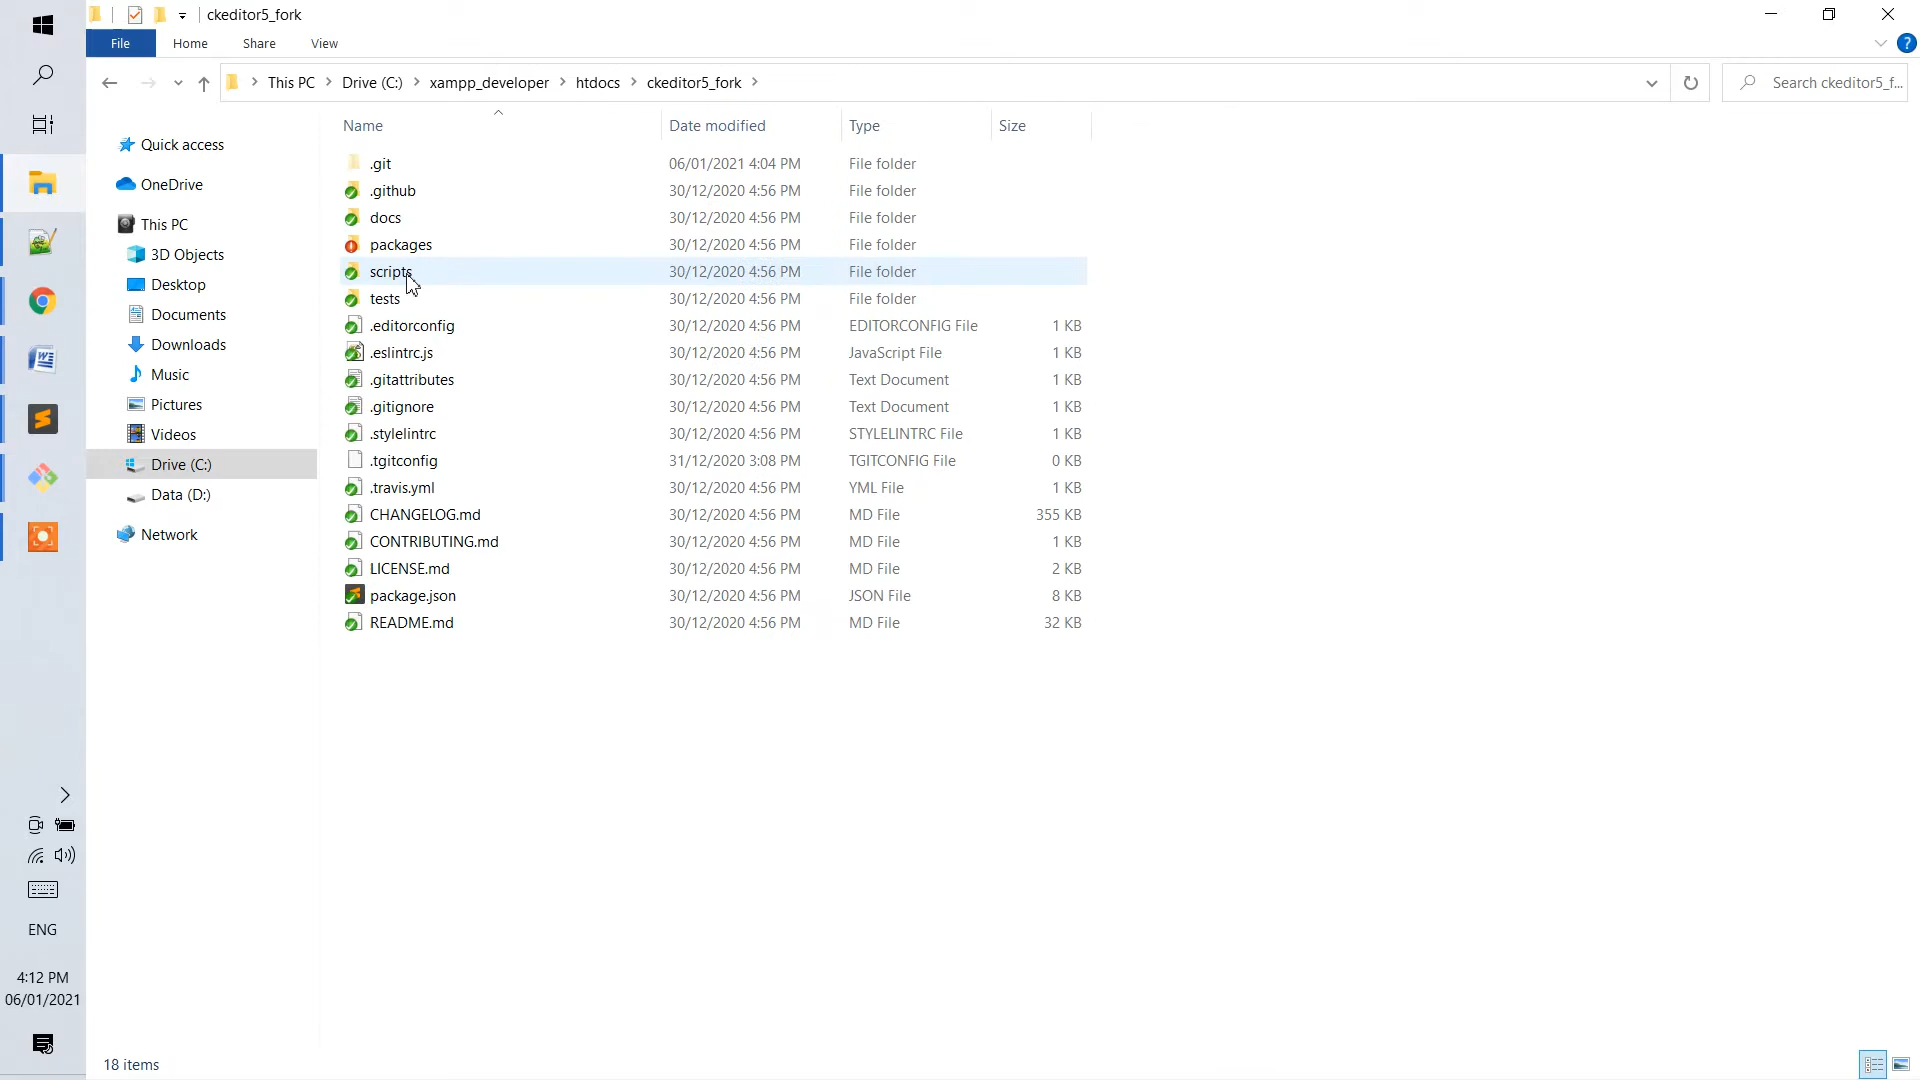 ckeditor5_fork
File Home Share View
This PC Drive (C:) xampp_developer htdocs ckeditor5_fork
Search ckeditor5_f...
Name Date modified Type Size
Quick access
OneDrive
This PC
3D Objects
Desktop
Documents
Downloads
Music
Pictures
Videos
Drive (C:)
Data (D:)
Network
.git 06/01/2021 4:04 PM File folder
.github 30/12/2020 4:56 PM File folder
docs 30/12/2020 4:56 PM File folder
packages 30/12/2020 4:56 PM File folder
scripts 30/12/2020 4:56 PM File folder
tests 30/12/2020 4:56 PM File folder
.editorconfig 30/12/2020 4:56 PM EDITORCONFIG File 1 KB
.eslintrc.js 30/12/2020 4:56 PM JavaScript File 1 KB
.gitattributes 30/12/2020 4:56 PM Text Document 1 KB
.gitignore 30/12/2020 4:56 PM Text Document 1 KB
.stylelintrc 30/12/2020 4:56 PM STYLELINTRC File 1 KB
.tgitconfig 31/12/2020 3:08 PM TGITCONFIG File 0 KB
.travis.yml 30/12/2020 4:56 PM YML File 1 KB
CHANGELOG.md 30/12/2020 4:56 PM MD File 355 KB
CONTRIBUTING.md 30/12/2020 4:56 PM MD File 1 KB
LICENSE.md 30/12/2020 4:56 PM MD File 2 KB
package.json 30/12/2020 4:56 PM JSON File 8 KB
README.md 30/12/2020 4:56 PM MD File 32 KB
ENG
4:12 PM
06/01/2021
18 items